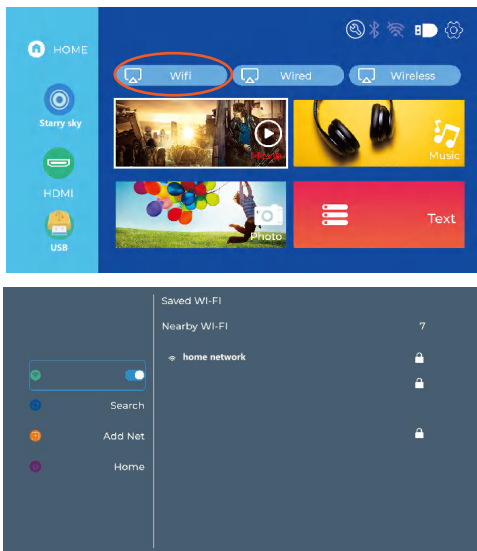 HOME
Wifi
Wired
Wireless
Starry sky
Movie
Music
HDMI
Photo
Text
USB
Saved WI-FI
Nearby WI-FI 7
home network
Search
Add Net
Home